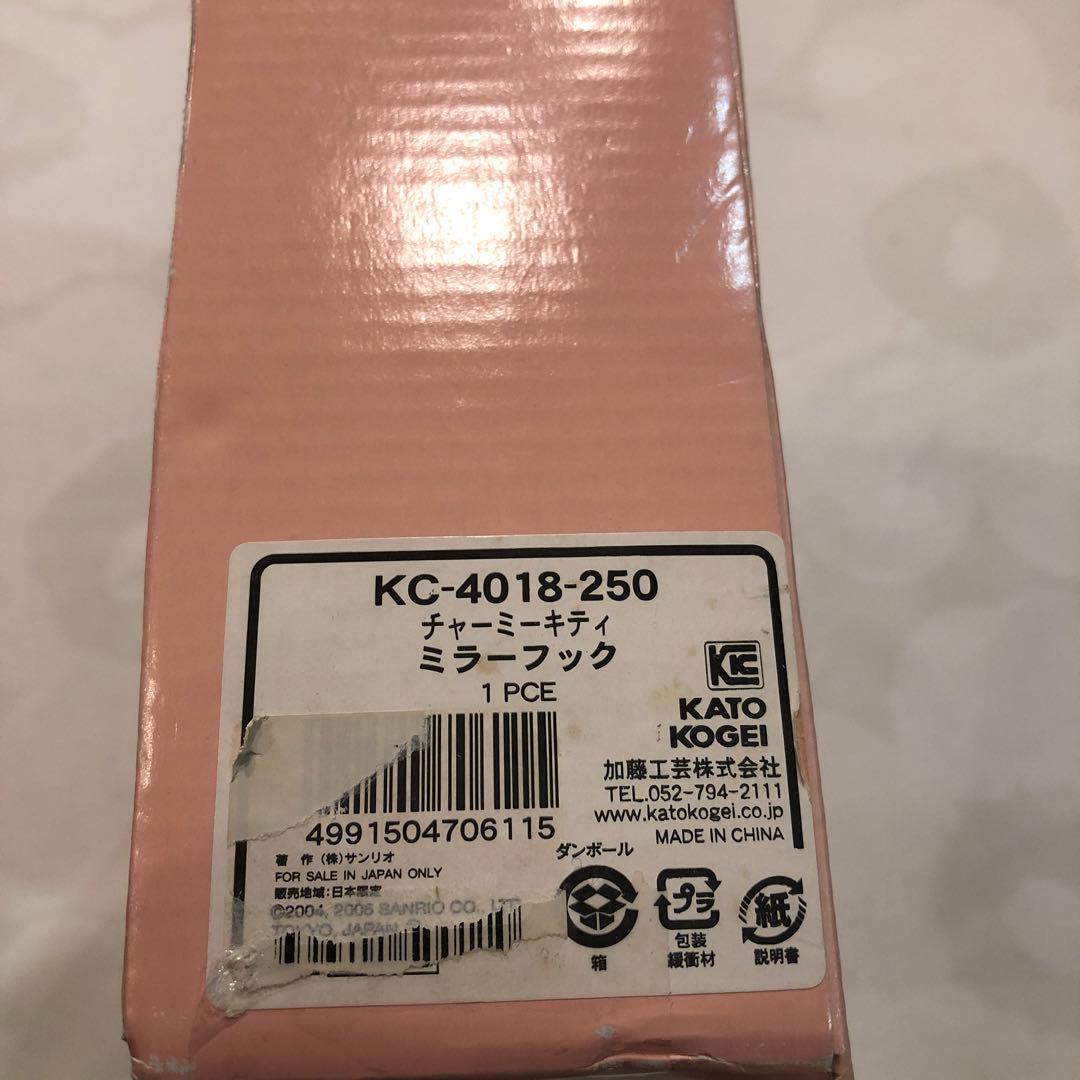 KC-4018-250
チャーミーキティ
ミラーフック
1 PCE
KIC
KATO
KOGEI
加藤工芸株式会社
TEL.052-794-2111
www.katokogei.co.jp
MADE IN CHINA
4991504706115
著 作 (株)サンリオ
FOR SALE IN JAPAN ONLY
販売地域:日本限定
©2004, 2005 SANRIO CO., LTD.
TOKYO, JAPAN
ダンボール
箱
プラ
包装
緩衝材
紙
説明書